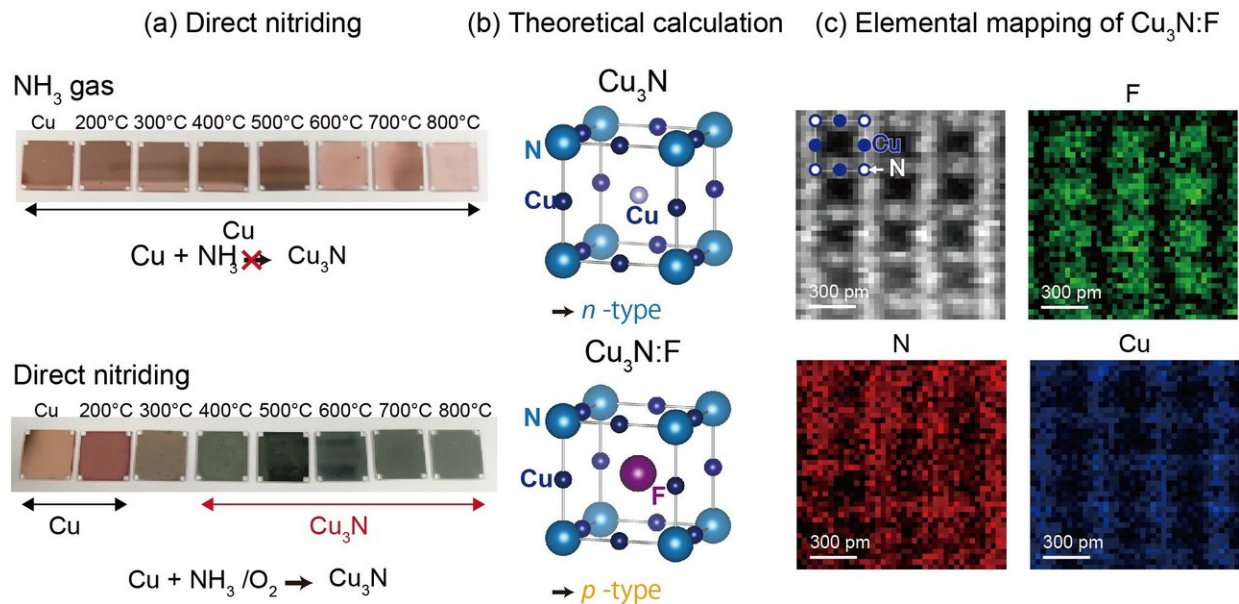 (a) Direct nitriding
NH₃ gas
Cu 200°C 300°C 400°C 500°C 600°C 700°C 800°C
Cu
Cu + NH₃ → Cu₃N
Direct nitriding
Cu 200°C 300°C 400°C 500°C 600°C 700°C 800°C
Cu
Cu₃N
Cu + NH₃ /O₂ → Cu₃N
(b) Theoretical calculation
Cu₃N
N
Cu
Cu
→ n -type
Cu₃N:F
N
Cu
F
→ p -type
(c) Elemental mapping of Cu₃N:F
Cu
N
300 pm
F
300 pm
N
300 pm
Cu
300 pm